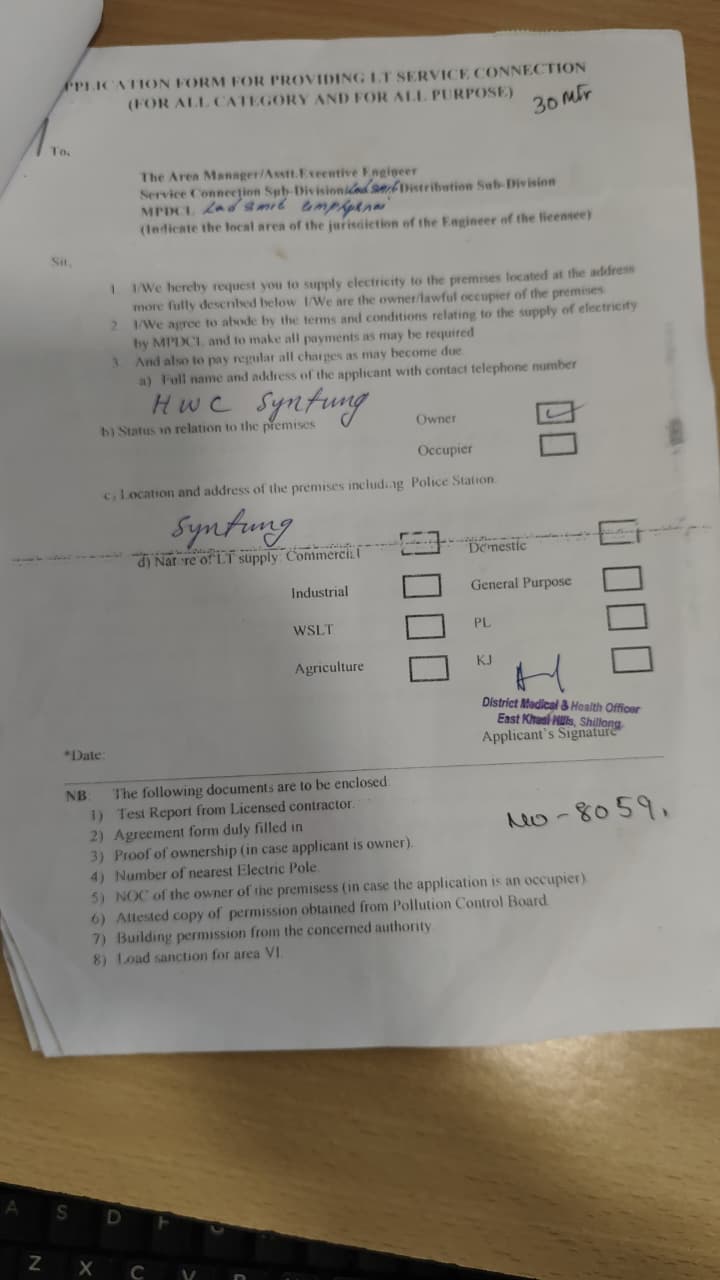 PPLICATION FORM FOR PROVIDING LT SERVICE CONNECTION
(FOR ALL CATEGORY AND FOR ALL PURPOSE)
30 Mtr
To,
The Area Manager/Asstt.Executive Engineer
Service Connection Sub-Division Distribution Sub-Division
MPDCL Lad Smit
(Indicate the local area of the jurisdiction of the Engineer of the licensee)
Sir,
1 I/We hereby request you to supply electricity to the premises located at the address
more fully described below I/We are the owner/lawful occupier of the premises.
2 I/We agree to abode by the terms and conditions relating to the supply of electricity
by MPDCL and to make all payments as may be required
3 And also to pay regular all charges as may become due
a) Full name and address of the applicant with contact telephone number
HWC Syntung
b) Status in relation to the premises Owner
Occupier
c. Location and address of the premises including Police Station.
Syntung
d) Nature of LT supply: Commercial Domestic
Industrial General Purpose
WSLT PL
Agriculture KJ
District Medical & Health Officer
East Khasi Hills, Shillong.
Applicant's Signature
*Date:
NB: The following documents are to be enclosed.
1) Test Report from Licensed contractor.
2) Agreement form duly filled in
3) Proof of ownership (in case applicant is owner).
4) Number of nearest Electric Pole.
5) NOC of the owner of the premisess (in case the application is an occupier)
6) Attested copy of permission obtained from Pollution Control Board.
7) Building permission from the concerned authority
8) Load sanction for area VI.
- 8059.
A S D F
Z X C V